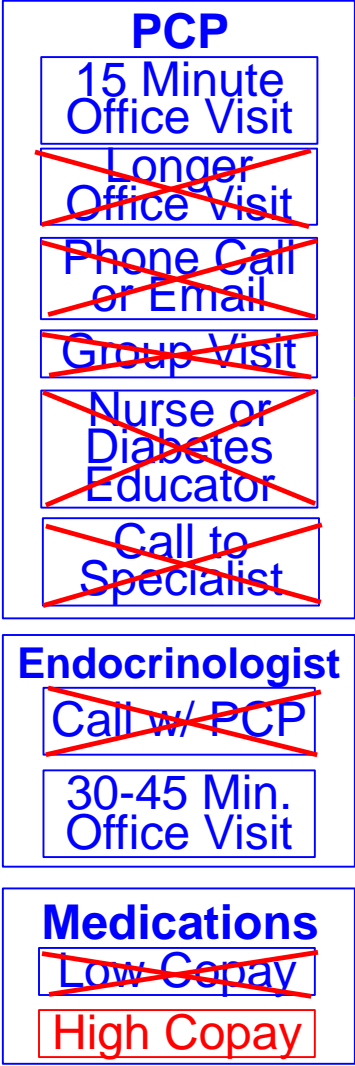 PCP
15 Minute
Office Visit
Longer
Office Visit
Phone Call
or Email
Group Visit
Nurse or
Diabetes
Educator
Call to
Specialist
Endocrinologist
Call w/ PCP
30-45 Min.
Office Visit
Medications
Low Copay
High Copay